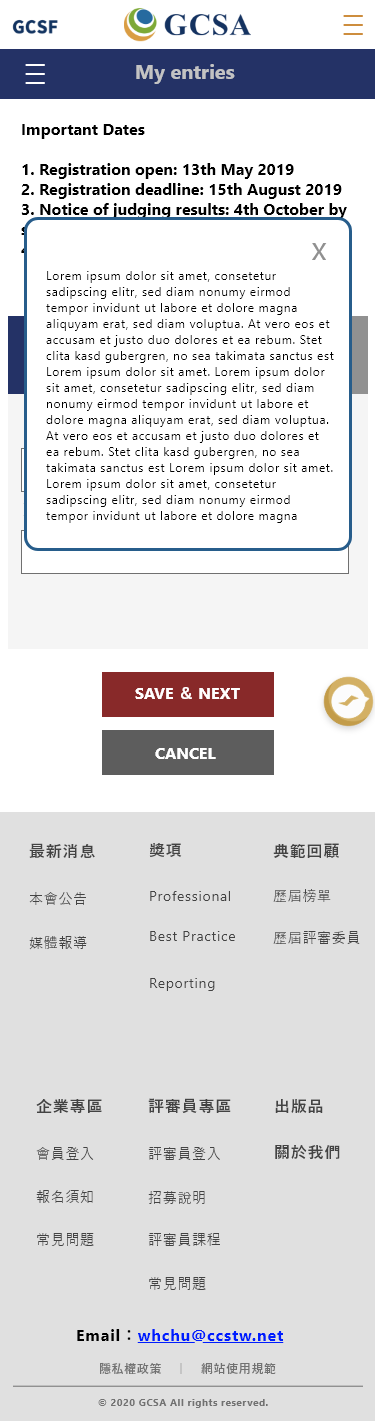 GCSF
GCSA
My entries
Important Dates
1. Registration open: 13th May 2019
2. Registration deadline: 15th August 2019
3. Notice of judging results: 4th October by
X
Lorem ipsum dolor sit amet, consetetur
sadipscing elitr, sed diam nonumy eirmod
tempor invidunt ut labore et dolore magna
aliquyam erat, sed diam voluptua. At vero eos et
accusam et justo duo dolores et ea rebum. Stet
clita kasd gubergren, no sea takimata sanctus est
Lorem ipsum dolor sit amet. Lorem ipsum dolor
sit amet, consetetur sadipscing elitr, sed diam
nonumy eirmod tempor invidunt ut labore et
dolore magna aliquyam erat, sed diam voluptua.
At vero eos et accusam et justo duo dolores et
ea rebum. Stet clita kasd gubergren, no sea
takimata sanctus est Lorem ipsum dolor sit amet.
Lorem ipsum dolor sit amet, consetetur
sadipscing elitr, sed diam nonumy eirmod
tempor invidunt ut labore et dolore magna
SAVE & NEXT
CANCEL
最新消息
本會公告
媒體報導
獎項
Professional
Best Practice
Reporting
典範回顧
歷屆榜單
歷屆評審委員
企業專區
會員登入
報名須知
常見問題
評審員專區
評審員登入
招募說明
評審員課程
常見問題
出版品
關於我們
Email：whchu@ccstw.net
隱私權政策 | 網站使用規範
© 2020 GCSA All rights reserved.